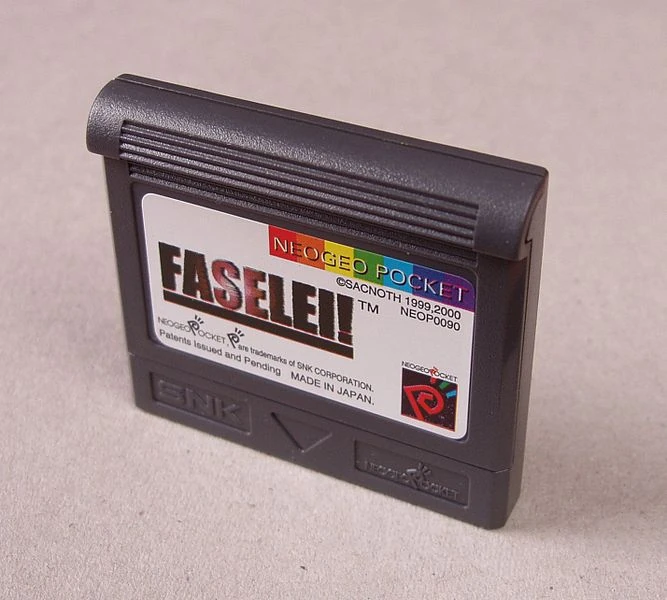 NEOGEO POCKET
©SACNOTH 1999,2000
NEOP0090
FASELEI!™
NEOGEO POCKET, P are trademarks of SNK CORPORATION.
Patents Issued and Pending MADE IN JAPAN.
NEOGEO POCKET
SNK
NEOGEO POCKET